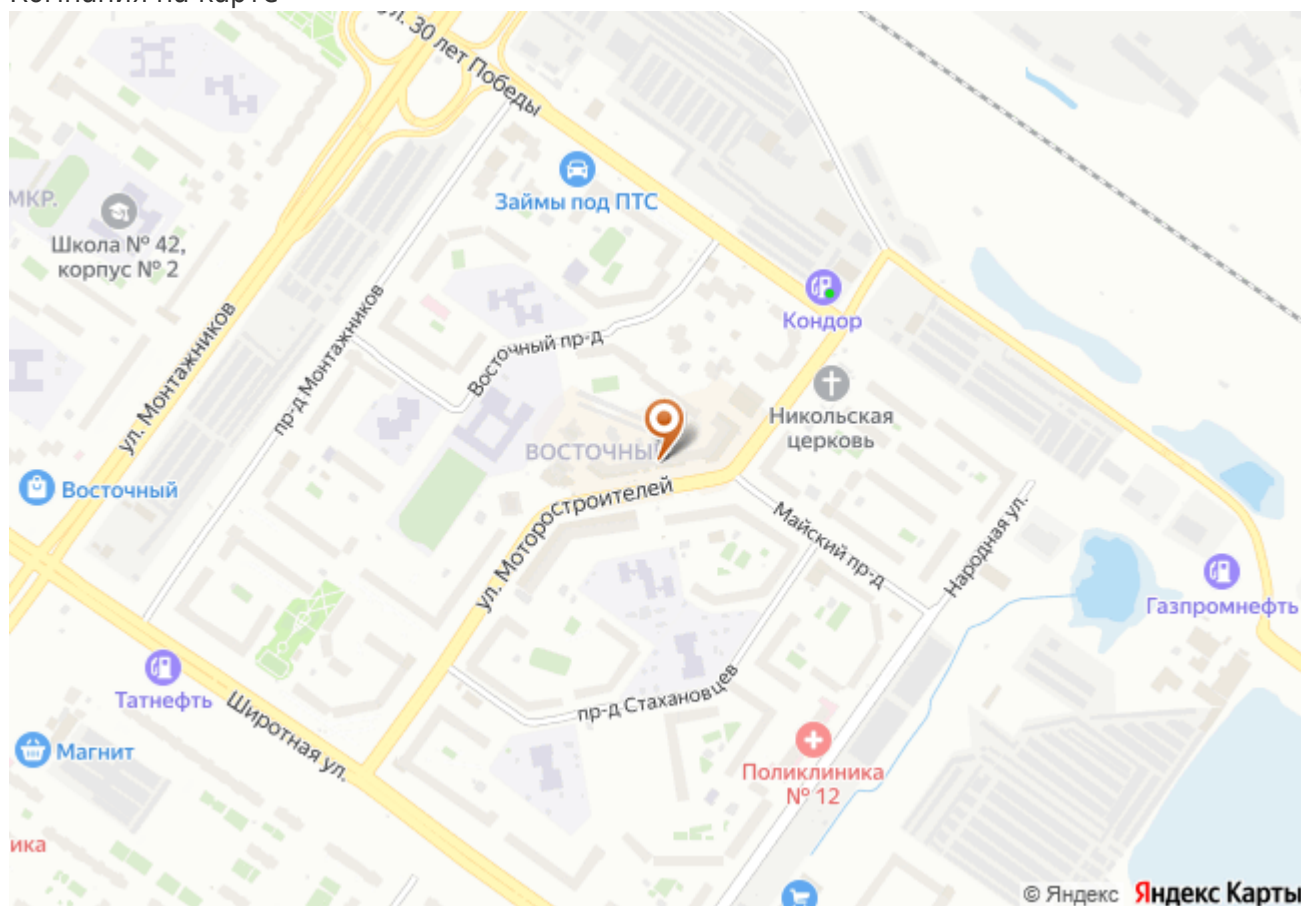 Компания на карте
ул. 30 лет Победы
Займы под ПТС
МКР.
Школа № 42,
корпус № 2
Кондор
ул. Монтажников
пр-д Монтажников
Восточный пр-д
Никольская
церковь
ВОСТОЧНЫЙ
Восточный
ул. Моторостроителей
Майский пр-д
Народная ул.
Газпромнефть
Татнефть
Широтная ул.
пр-д Стахановцев
Магнит
Поликлиника
№ 12
ика
© Яндекс Яндекс Карты